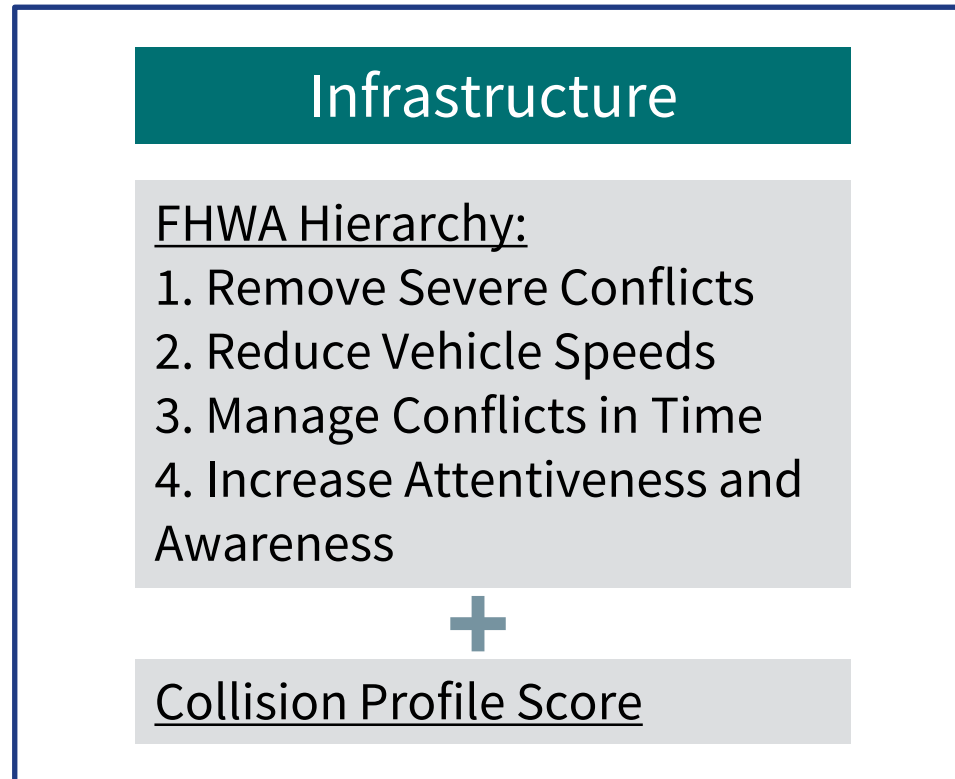 Infrastructure
FHWA Hierarchy:
1. Remove Severe Conflicts
2. Reduce Vehicle Speeds
3. Manage Conflicts in Time
4. Increase Attentiveness and
Awareness
+
Collision Profile Score